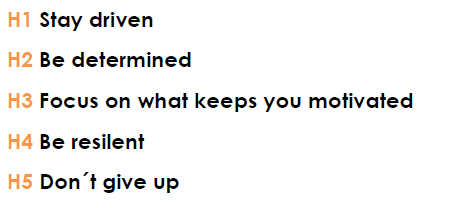 H1 Stay driven
H2 Be determined
H3 Focus on what keeps you motivated
H4 Be resilent
H5 Don´t give up